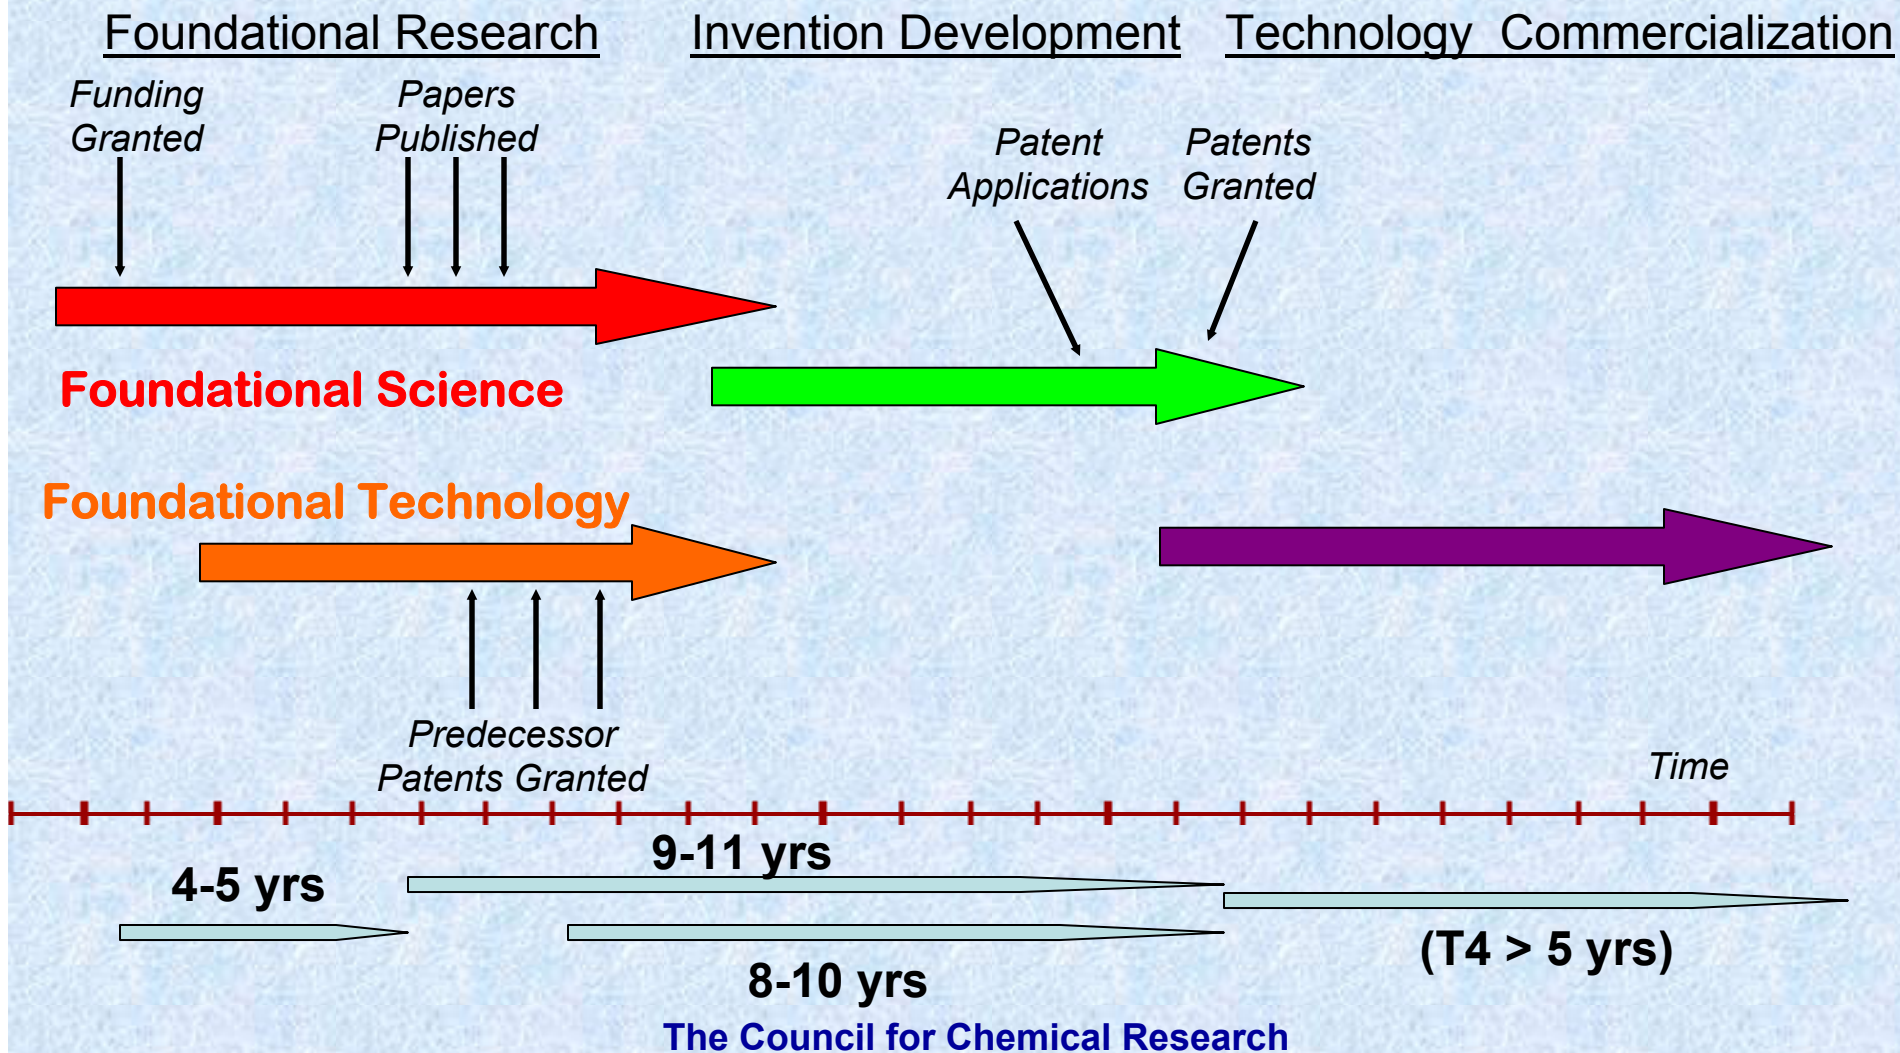 Foundational Research
Invention Development
Technology Commercialization
Funding
Granted
Papers
Published
Patent
Applications
Patents
Granted
Foundational Science
Foundational Technology
Predecessor
Patents Granted
Time
9-11 yrs
4-5 yrs
(T4 > 5 yrs)
8-10 yrs
The Council for Chemical Research